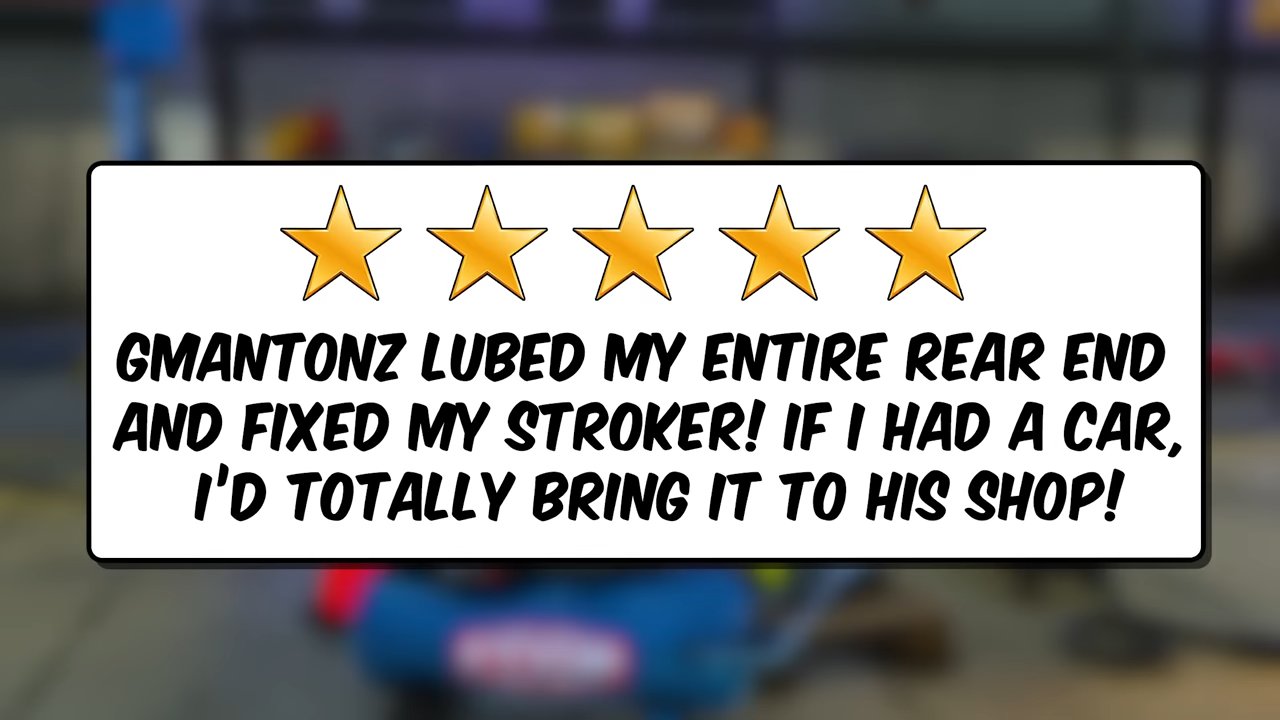 GMANTONZ LUBED MY ENTIRE REAR END
AND FIXED MY STROKER! IF I HAD A CAR,
I'D TOTALLY BRING IT TO HIS SHOP!